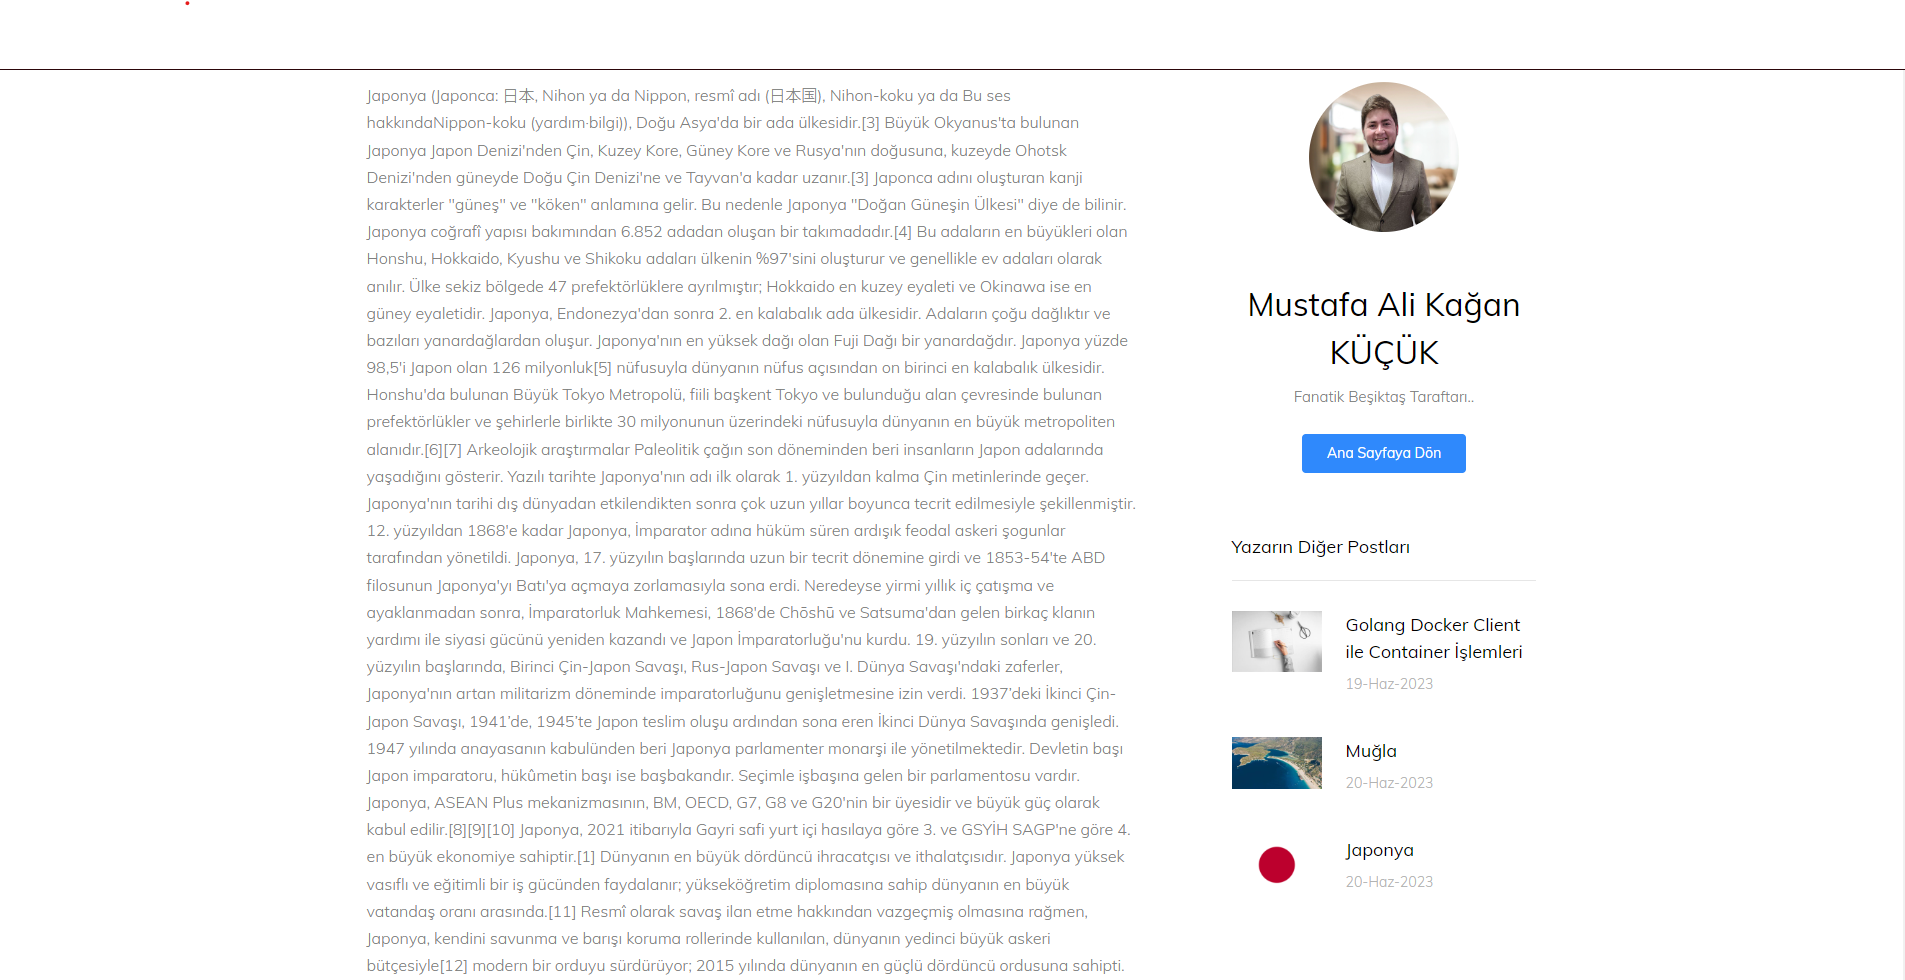 Japonya (Japonca: 日本, Nihon ya da Nippon, resmî adı (日本国), Nihon-koku ya da Bu ses
hakkındaNippon-koku (yardım·bilgi)), Doğu Asya'da bir ada ülkesidir.[3] Büyük Okyanus'ta bulunan
Japonya Japon Denizi'nden Çin, Kuzey Kore, Güney Kore ve Rusya'nın doğusuna, kuzeyde Ohotsk
Denizi'nden güneyde Doğu Çin Denizi'ne ve Tayvan'a kadar uzanır.[3] Japonca adını oluşturan kanji
karakterler "güneş" ve "köken" anlamına gelir. Bu nedenle Japonya "Doğan Güneşin Ülkesi" diye de bilinir.
Japonya coğrafî yapısı bakımından 6.852 adadan oluşan bir takımadadır.[4] Bu adaların en büyükleri olan
Honshu, Hokkaido, Kyushu ve Shikoku adaları ülkenin %97'sini oluşturur ve genellikle ev adaları olarak
anılır. Ülke sekiz bölgede 47 prefektörlüklere ayrılmıştır; Hokkaido en kuzey eyaleti ve Okinawa ise en
güney eyaletidir. Japonya, Endonezya'dan sonra 2. en kalabalık ada ülkesidir. Adaların çoğu dağlıktır ve
bazıları yanardağlardan oluşur. Japonya'nın en yüksek dağı olan Fuji Dağı bir yanardağdır. Japonya yüzde
98,5'i Japon olan 126 milyonluk[5] nüfusuyla dünyanın nüfus açısından on birinci en kalabalık ülkesidir.
Honshu'da bulunan Büyük Tokyo Metropolü, fiili başkent Tokyo ve bulunduğu alan çevresinde bulunan
prefektörlükler ve şehirlerle birlikte 30 milyonunun üzerindeki nüfusuyla dünyanın en büyük metropoliten
alanıdır.[6][7] Arkeolojik araştırmalar Paleolitik çağın son döneminden beri insanların Japon adalarında
yaşadığını gösterir. Yazılı tarihte Japonya'nın adı ilk olarak 1. yüzyıldan kalma Çin metinlerinde geçer.
Japonya'nın tarihi dış dünyadan etkilendikten sonra çok uzun yıllar boyunca tecrit edilmesiyle şekillenmiştir.
12. yüzyıldan 1868'e kadar Japonya, İmparator adına hüküm süren ardışık feodal askeri şogunlar
tarafından yönetildi. Japonya, 17. yüzyılın başlarında uzun bir tecrit dönemine girdi ve 1853-54'te ABD
filosunun Japonya'yı Batı'ya açmaya zorlamasıyla sona erdi. Neredeyse yirmi yıllık iç çatışma ve
ayaklanmadan sonra, İmparatorluk Mahkemesi, 1868'de Chōshū ve Satsuma'dan gelen birkaç klanın
yardımı ile siyasi gücünü yeniden kazandı ve Japon İmparatorluğu'nu kurdu. 19. yüzyılın sonları ve 20.
yüzyılın başlarında, Birinci Çin-Japon Savaşı, Rus-Japon Savaşı ve I. Dünya Savaşı'ndaki zaferler,
Japonya'nın artan militarizm döneminde imparatorluğunu genişletmesine izin verdi. 1937’deki İkinci Çin-
Japon Savaşı, 1941’de, 1945’te Japon teslim oluşu ardından sona eren İkinci Dünya Savaşında genişledi.
1947 yılında anayasanın kabulünden beri Japonya parlamenter monarşi ile yönetilmektedir. Devletin başı
Japon imparatoru, hükûmetin başı ise başbakandır. Seçimle işbaşına gelen bir parlamentosu vardır.
Japonya, ASEAN Plus mekanizmasının, BM, OECD, G7, G8 ve G20'nin bir üyesidir ve büyük güç olarak
kabul edilir.[8][9][10] Japonya, 2021 itibarıyla Gayri safi yurt içi hasılaya göre 3. ve GSYİH SAGP'ne göre 4.
en büyük ekonomiye sahiptir.[1] Dünyanın en büyük dördüncü ihracatçısı ve ithalatçısıdır. Japonya yüksek
vasıflı ve eğitimli bir iş gücünden faydalanır; yükseköğretim diplomasına sahip dünyanın en büyük
vatandaş oranı arasında.[11] Resmî olarak savaş ilan etme hakkından vazgeçmiş olmasına rağmen,
Japonya, kendini savunma ve barışı koruma rollerinde kullanılan, dünyanın yedinci büyük askeri
bütçesiyle[12] modern bir orduyu sürdürüyor; 2015 yılında dünyanın en güçlü dördüncü ordusuna sahipti.
Mustafa Ali Kağan
KÜÇÜK
Fanatik Beşiktaş Taraftarı..
Ana Sayfaya Dön
Yazarın Diğer Postları
Golang Docker Client
ile Container İşlemleri
19-Haz-2023
Muğla
20-Haz-2023
Japonya
20-Haz-2023